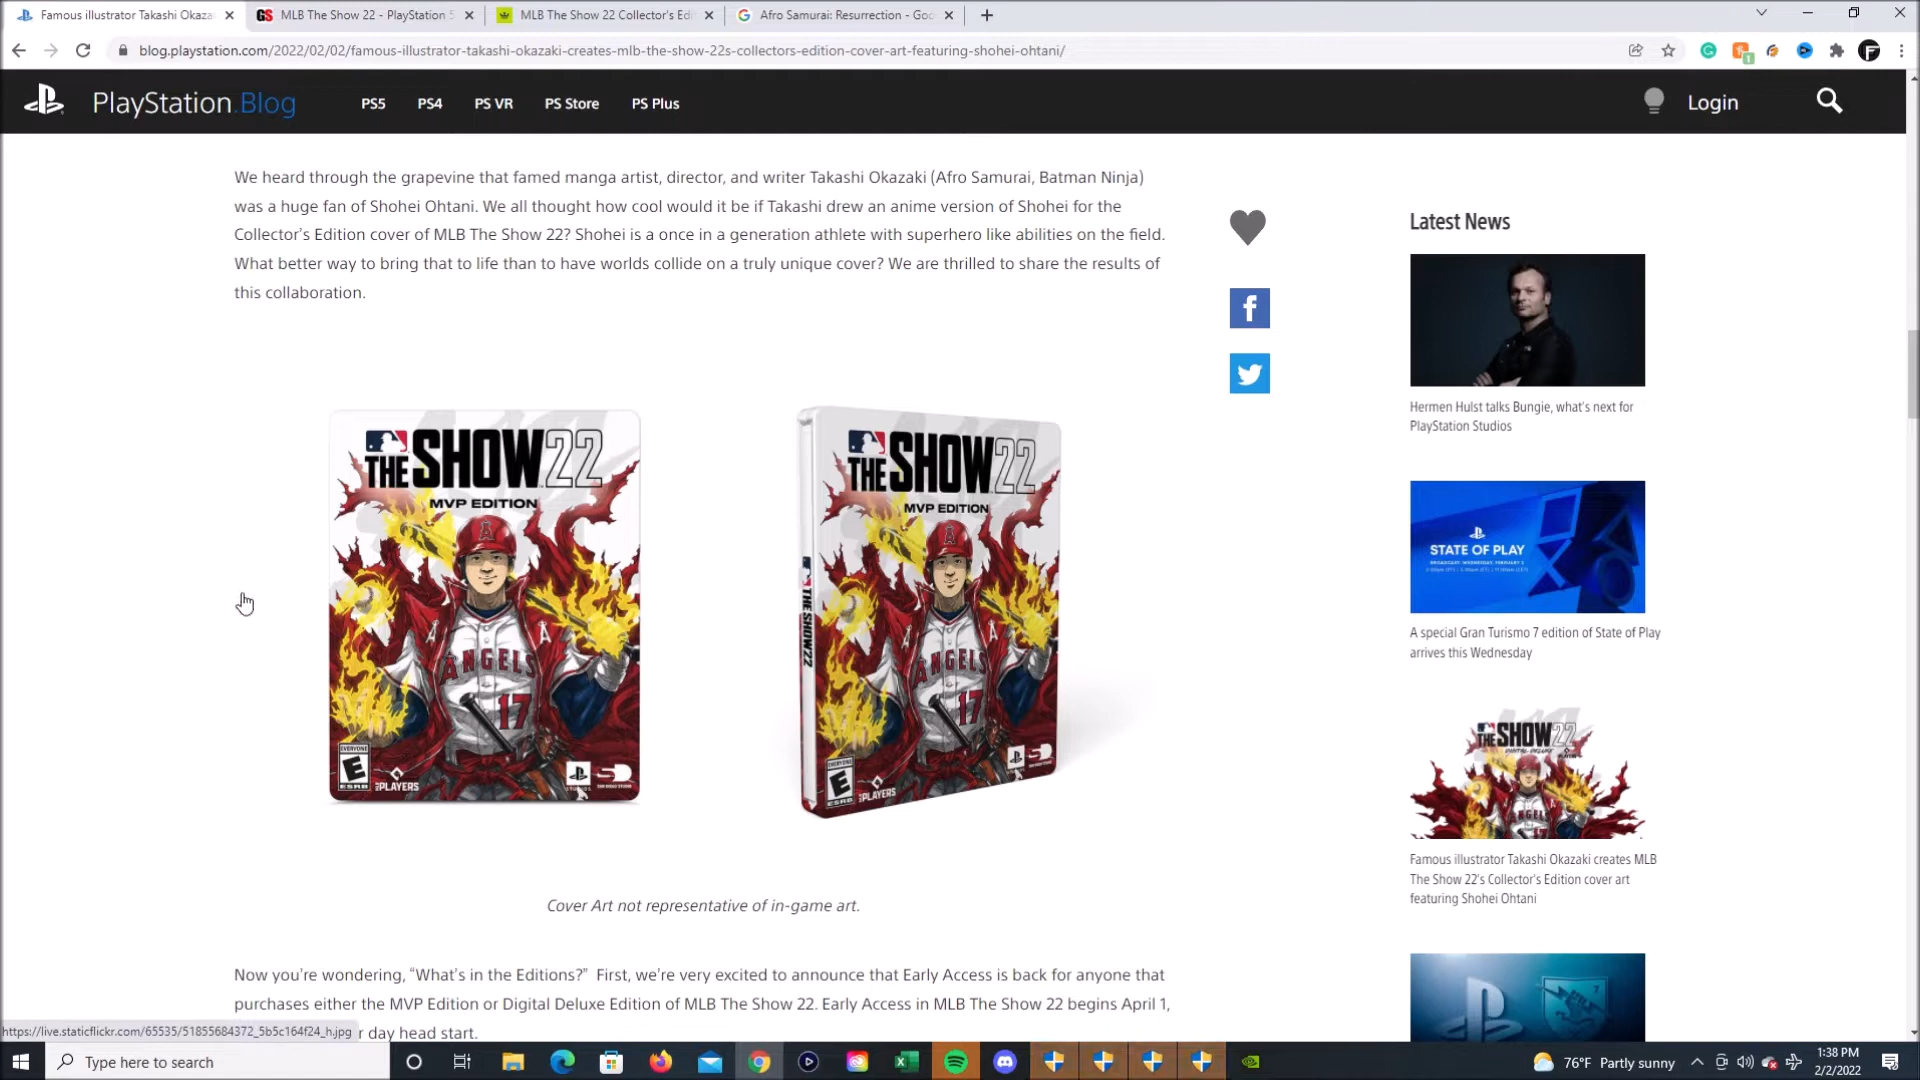 Famous illustrator Takashi Okaza
MLB The Show 22 - PlayStation 5
MLB The Show 22 Collector's Edi
Afro Samurai: Resurrection - Goo
blog.playstation.com/2022/02/02/famous-illustrator-takashi-okazaki-creates-mlb-the-show-22s-collectors-edition-cover-art-featuring-shohei-ohtani/
PlayStation.Blog
PS5
PS4
PS VR
PS Store
PS Plus
Login
We heard through the grapevine that famed manga artist, director, and writer Takashi Okazaki (Afro Samurai, Batman Ninja)
was a huge fan of Shohei Ohtani. We all thought how cool would it be if Takashi drew an anime version of Shohei for the
Collector's Edition cover of MLB The Show 22? Shohei is a once in a generation athlete with superhero like abilities on the field.
What better way to bring that to life than to have worlds collide on a truly unique cover? We are thrilled to share the results of
this collaboration.
THE SHOW 22
MVP EDITION
ANGELS
17
EVERYONE
E
ESRB
PLAYERS
THE SHOW 22
MVP EDITION
THE SHOW 22
ANGELS
17
E
ESRB
PLAYERS
Cover Art not representative of in-game art.
Now you're wondering, “What's in the Editions?” First, we're very excited to announce that Early Access is back for anyone that
purchases either the MVP Edition or Digital Deluxe Edition of MLB The Show 22. Early Access in MLB The Show 22 begins April 1,
r day head start.
https://live.staticflickr.com/65535/51855684372_5b5c164f24_h.jpg
Latest News
Hermen Hulst talks Bungie, what's next for
PlayStation Studios
STATE OF PLAY
A special Gran Turismo 7 edition of State of Play
arrives this Wednesday
THE SHOW 22
DIGITAL DELUXE
ANGELS
Famous illustrator Takashi Okazaki creates MLB
The Show 22's Collector's Edition cover art
featuring Shohei Ohtani
Type here to search
76°F Partly sunny
1:38 PM
2/2/2022